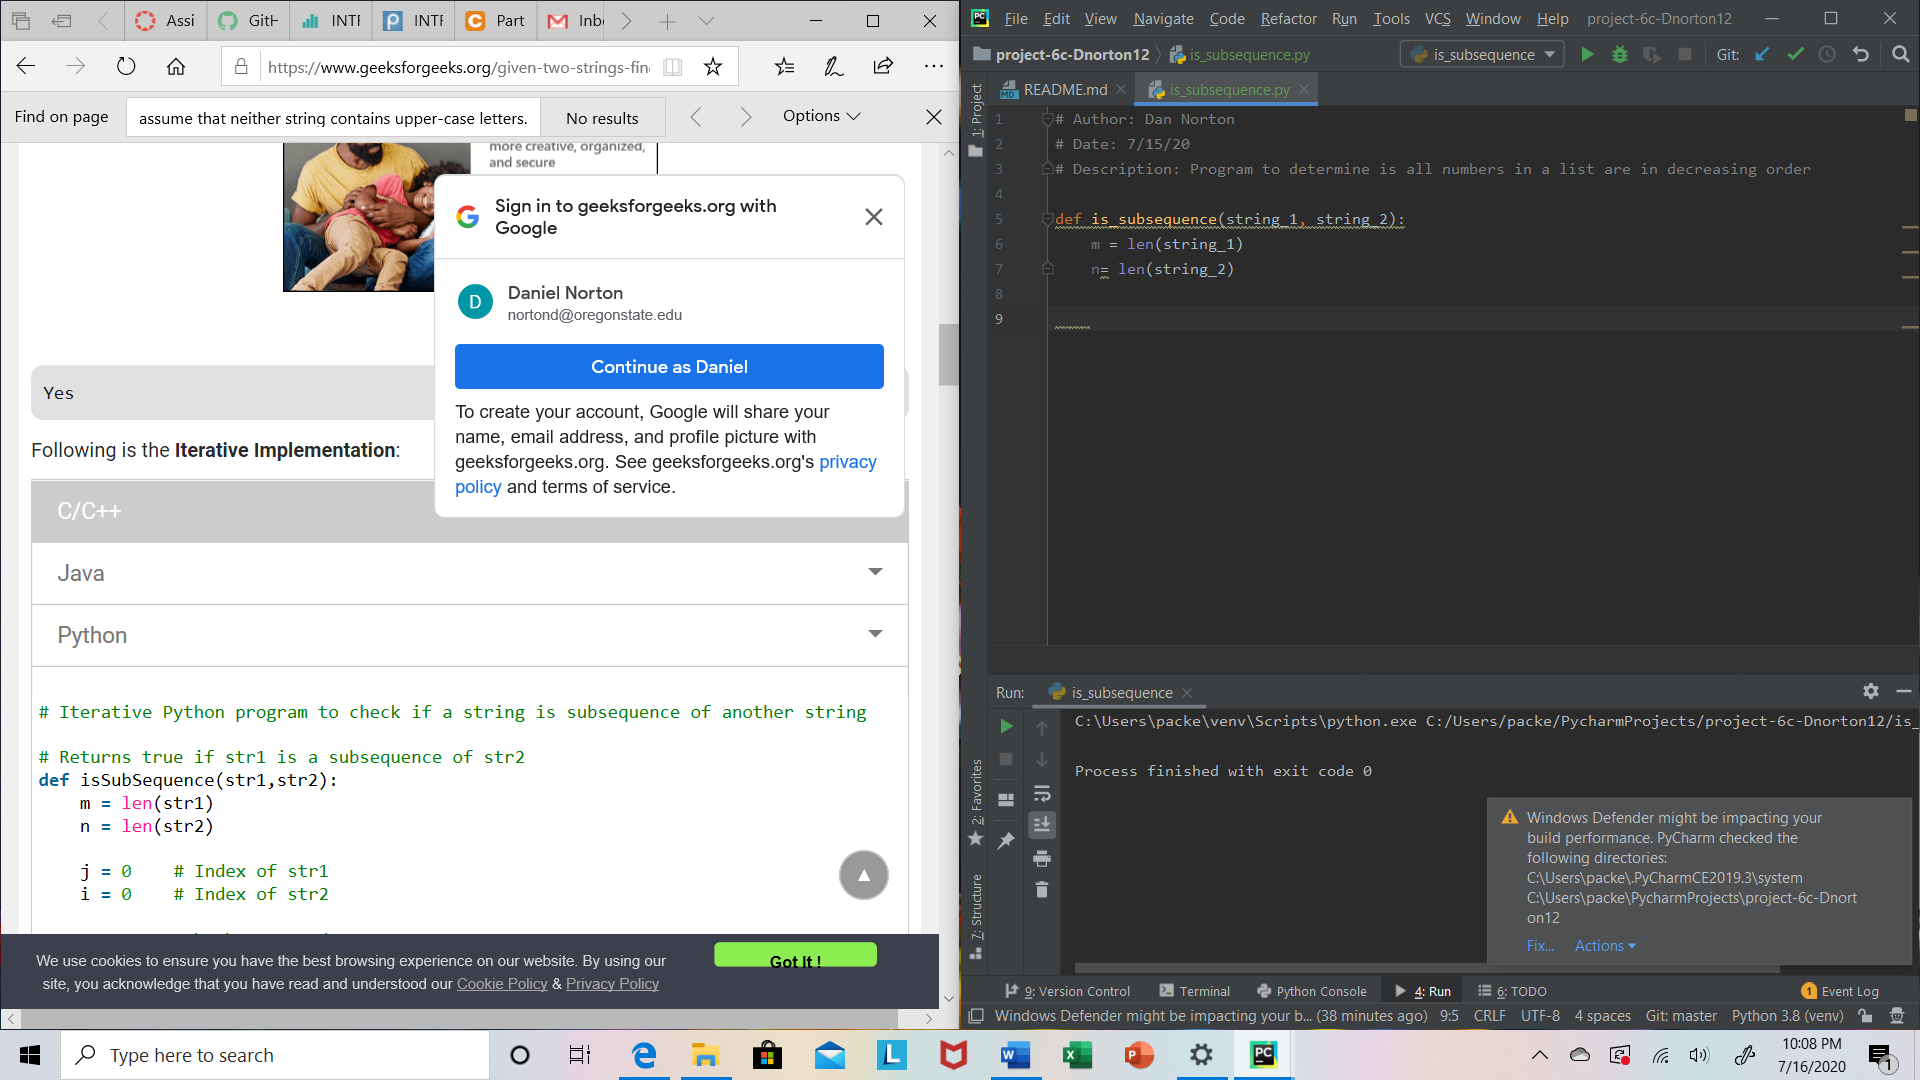 Assi
GitH
INTF
INTF
Part
Inbo
https://www.geeksforgeeks.org/given-two-strings-fin
Find on page
assume that neither string contains upper-case letters.
No results
Options
more creative, organized,
and secure
Sign in to geeksforgeeks.org with
Google
D
Daniel Norton
nortond@oregonstate.edu
Continue as Daniel
To create your account, Google will share your
name, email address, and profile picture with
geeksforgeeks.org. See geeksforgeeks.org's privacy
policy and terms of service.
Yes
Following is the Iterative Implementation:
C/C++
Java
Python
# Iterative Python program to check if a string is subsequence of another string
# Returns true if str1 is a subsequence of str2
def isSubSequence(str1,str2):
m = len(str1)
n = len(str2)
j = 0    # Index of str1
i = 0    # Index of str2
We use cookies to ensure you have the best browsing experience on our website. By using our
site, you acknowledge that you have read and understood our Cookie Policy & Privacy Policy
Got It !
File Edit View Navigate Code Refactor Run Tools VCS Window Help project-6c-Dnorton12
project-6c-Dnorton12 is_subsequence.py
is_subsequence
Git:
README.md
is_subsequence.py
1: Project
1 # Author: Dan Norton
2 # Date: 7/15/20
3 # Description: Program to determine is all numbers in a list are in decreasing order
4
5 def is_subsequence(string_1, string_2):
6 m = len(string_1)
7 n= len(string_2)
8
9
Run: is_subsequence
C:\Users\packe\venv\Scripts\python.exe C:/Users/packe/PycharmProjects/project-6c-Dnorton12/is_
Process finished with exit code 0
2: Favorites
7: Structure
Windows Defender might be impacting your
build performance. PyCharm checked the
following directories:
C:\Users\packe\.PyCharmCE2019.3\system
C:\Users\packe\PycharmProjects\project-6c-Dnort
on12
Fix... Actions
9: Version Control Terminal Python Console 4: Run 6: TODO 1 Event Log
Windows Defender might be impacting your b... (38 minutes ago) 9:5 CRLF UTF-8 4 spaces Git: master Python 3.8 (venv)
Type here to search
10:08 PM
7/16/2020
1